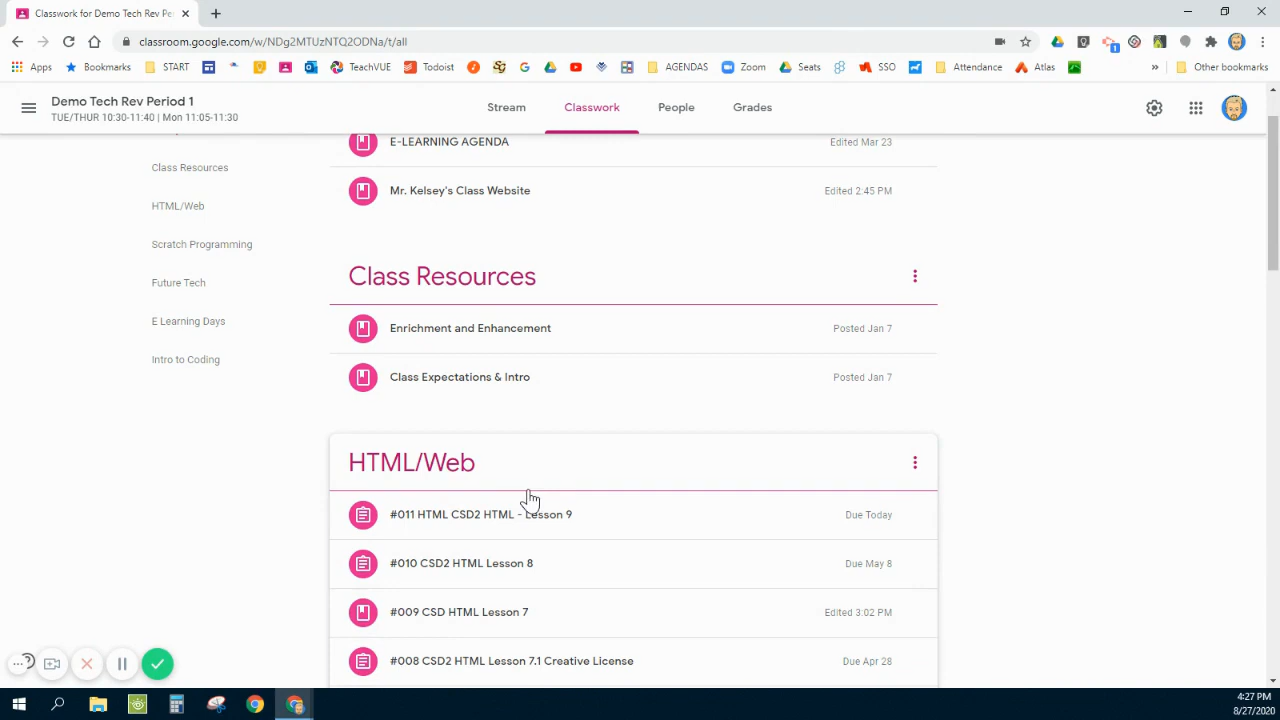 Classwork for Demo Tech Rev Pe
classroom.google.com/w/NDg2MTUzNTQ2ODNa/t/all
Apps
Bookmarks
START
TeachVUE
Todoist
AGENDAS
Zoom
Seats
SSO
Attendance
Atlas
»
Other bookmarks
Demo Tech Rev Period 1
TUE/THUR 10:30-11:40 | Mon 11:05-11:30
Stream
Classwork
People
Grades
E-LEARNING AGENDA
Edited Mar 23
Class Resources
Mr. Kelsey's Class Website
Edited 2:45 PM
HTML/Web
Scratch Programming
Future Tech
E Learning Days
Intro to Coding
Class Resources
Enrichment and Enhancement
Posted Jan 7
Class Expectations & Intro
Posted Jan 7
HTML/Web
#011 HTML CSD2 HTML - Lesson 9
Due Today
#010 CSD2 HTML Lesson 8
Due May 8
#009 CSD HTML Lesson 7
Edited 3:02 PM
#008 CSD2 HTML Lesson 7.1 Creative License
Due Apr 28
4:27 PM
8/27/2020